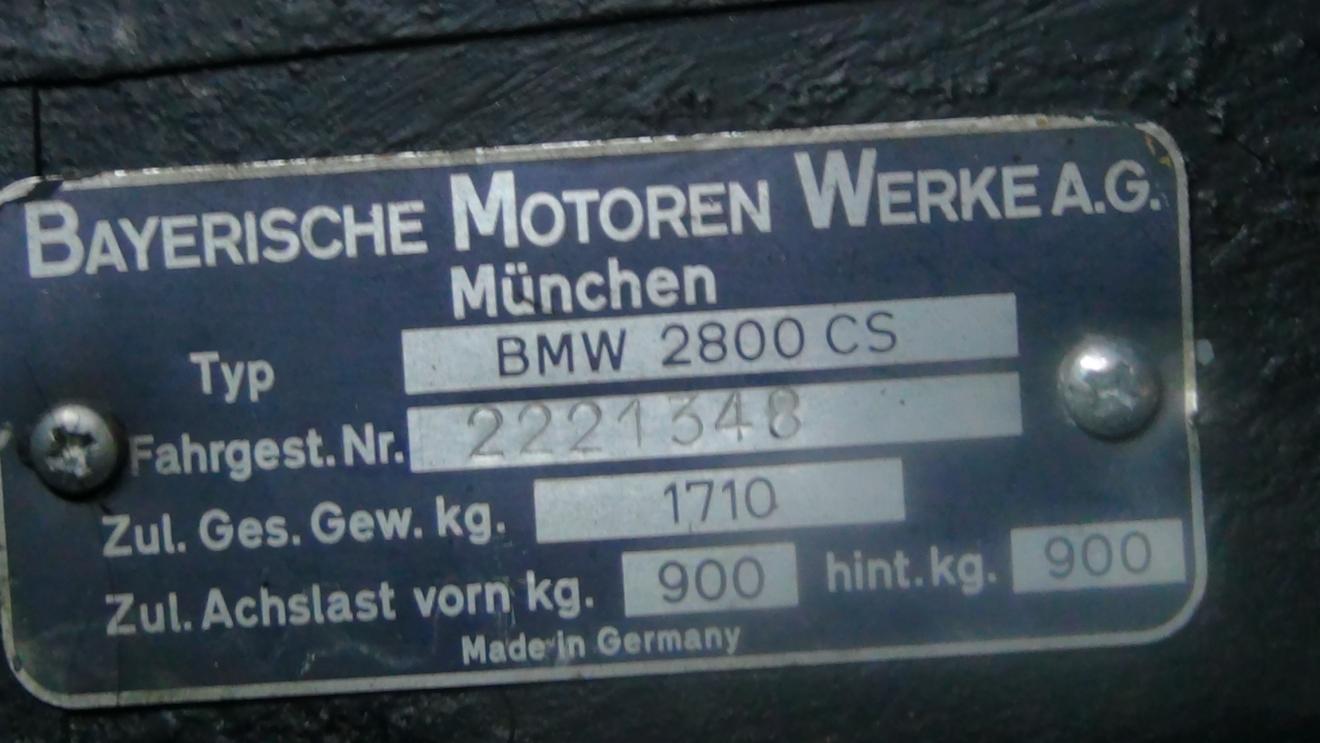 BAYERISCHE MOTOREN WERKE A.G.
München
Typ BMW 2800 CS
Fahrgest. Nr. 2221348
Zul. Ges. Gew. kg. 1710
Zul. Achslast vorn kg. 900 hint. kg. 900
Made in Germany